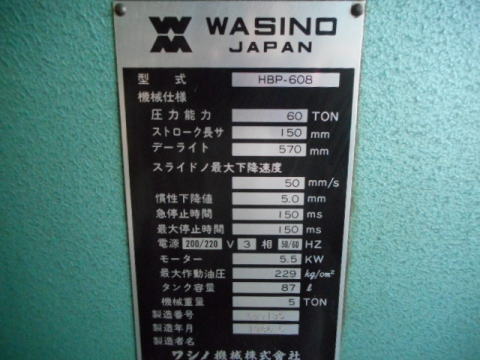 WASINO
JAPAN
型式 HBP-608
機械仕様
圧力能力 60 TON
ストローク長サ 150 mm
デーライト 570 mm
スライドノ最大下降速度
50 mm/s
慣性下降値 5.0 mm
急停止時間 150 ms
最大停止時間 150 ms
電源 200/220 V 3 相 50/60 HZ
モーター 5.5 KW
最大作動油圧 229 kg/cm²
タンク容量 87 ℓ
機械重量 5 TON
製造番号
製造年月
製造者名
ワシノ機械株式会社